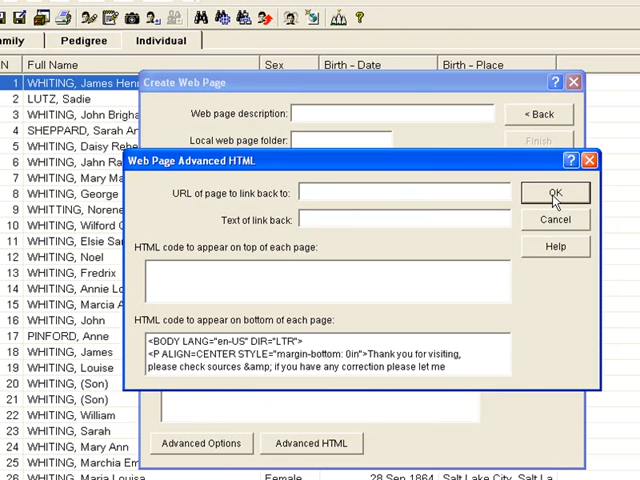 amily Pedigree Individual
N Full Name Sex Birth - Date Birth - Place
1 WHITING, James Henr
2 LUTZ, Sadie
3 WHITING, John Brigha
4 SHEPPARD, Sarah A
5 WHITING, Daisy Rebe
6 WHITING, Jahn Ra
7 WHITING, Mary Ma
8 WHITING, George
9 WHITTING, Norene
10 WHITING, Wilford
11 WHITING, Elsie Sar
12 WHITING, Noel
13 WHITING, Fredrix
14 WHITING, Annie Lo
15 WHITING, Marcia A
16 WHITING, John
17 PINFORD, Anne
18 WHITING, James
19 WHITING, Louise
20 WHITING, (Son)
21 WHITING, (Son)
22 WHITING, William
23 WHITING, Sarah
24 WHITING, Mary Ann
25 WHITING, Marchia Em
26 WHITING, Maria Louisa Female 28 Sep 1864 Salt Lake City, Salt La
Create Web Page
Web page description:
< Back
Local web page folder:
Finish
Web Page Advanced HTML
URL of page to link back to:
OK
Text of link back:
Cancel
Help
HTML code to appear on top of each page:
HTML code to appear on bottom of each page:
<BODY LANG="en-US" DIR="LTR">
<P ALIGN=CENTER STYLE="margin-bottom: 0in">Thank you for visiting,
please check sources &amp; if you have any correction please let me
Advanced Options Advanced HTML